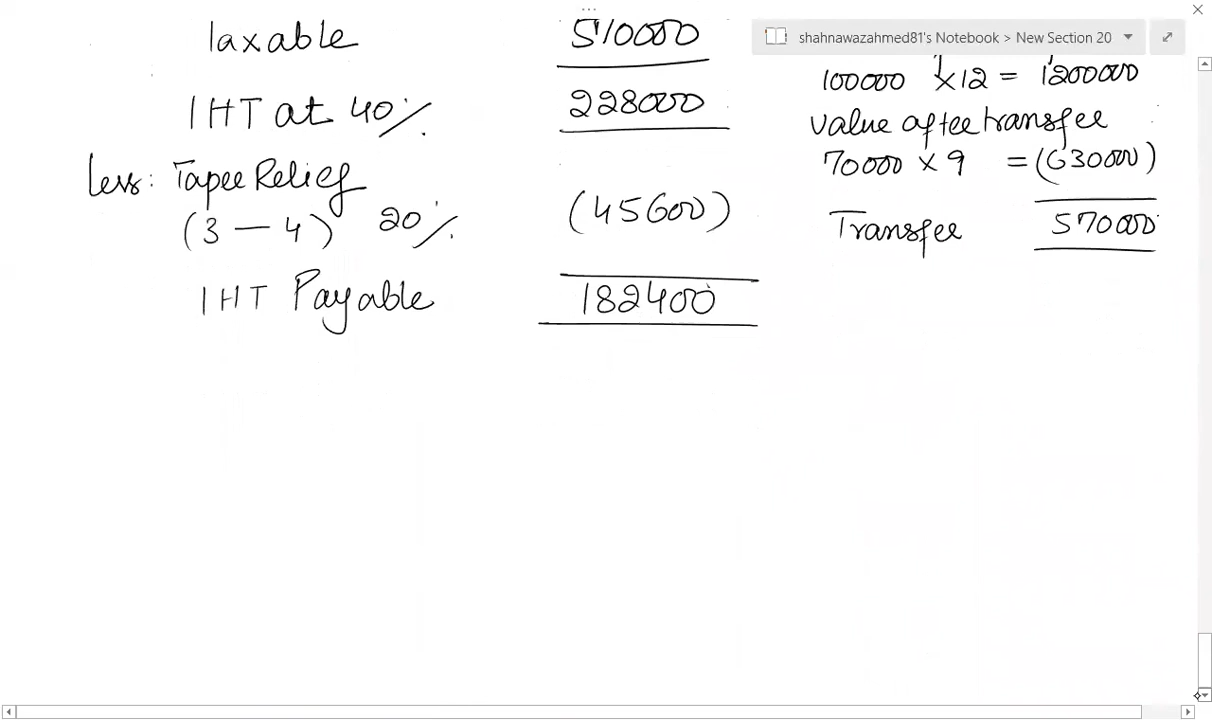 shahnawazahmed81's Notebook > New Section 20
Taxable 510000
IHT at 40% 228000
Less: Taper Relief
(3 — 4) 20% (45600)
IHT Payable 182400
100000 × 12 = 1200000
Value after transfer
70000 × 9 = (630000)
Transfer 570000